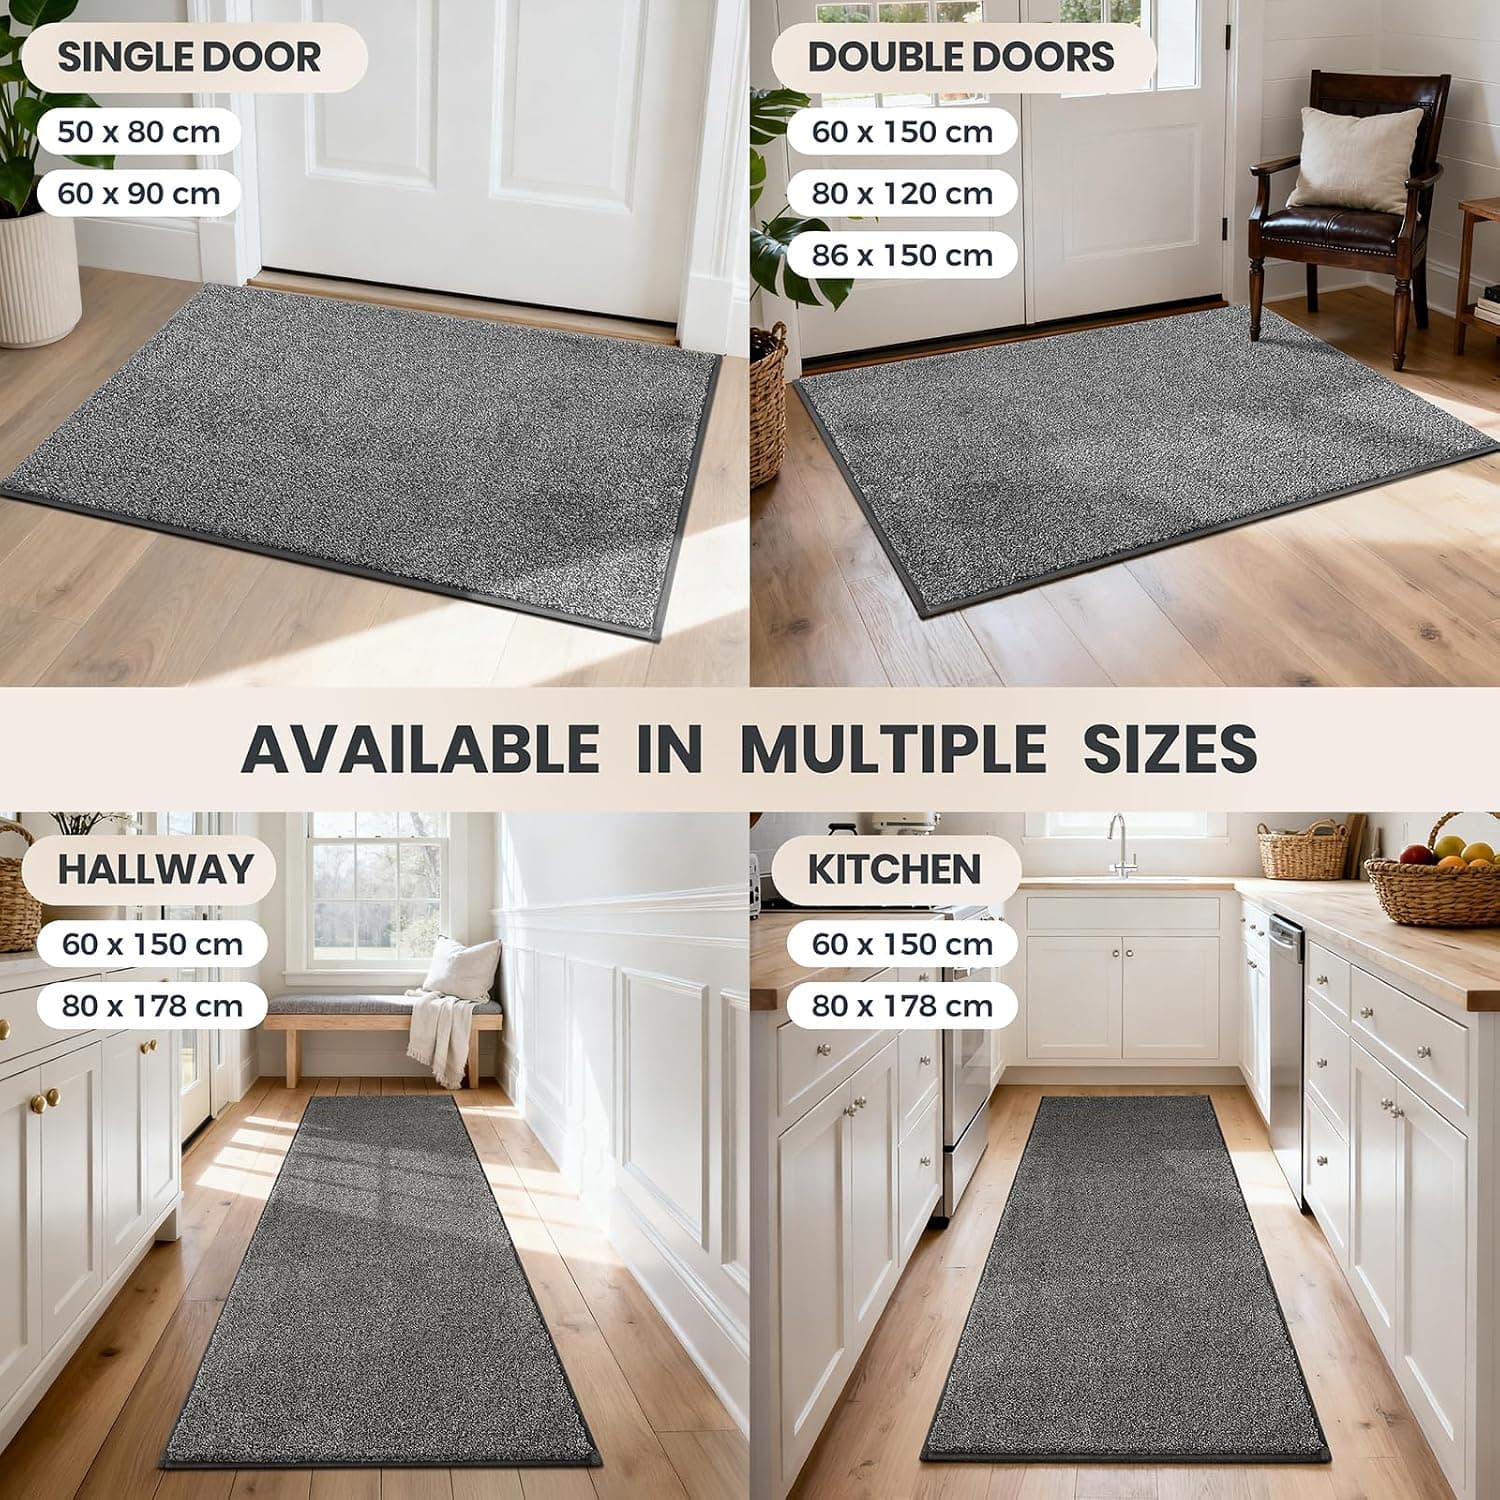 SINGLE DOOR
50 x 80 cm
60 x 90 cm
DOUBLE DOORS
60 x 150 cm
80 x 120 cm
86 x 150 cm
AVAILABLE IN MULTIPLE SIZES
HALLWAY
60 x 150 cm
80 x 178 cm
KITCHEN
60 x 150 cm
80 x 178 cm